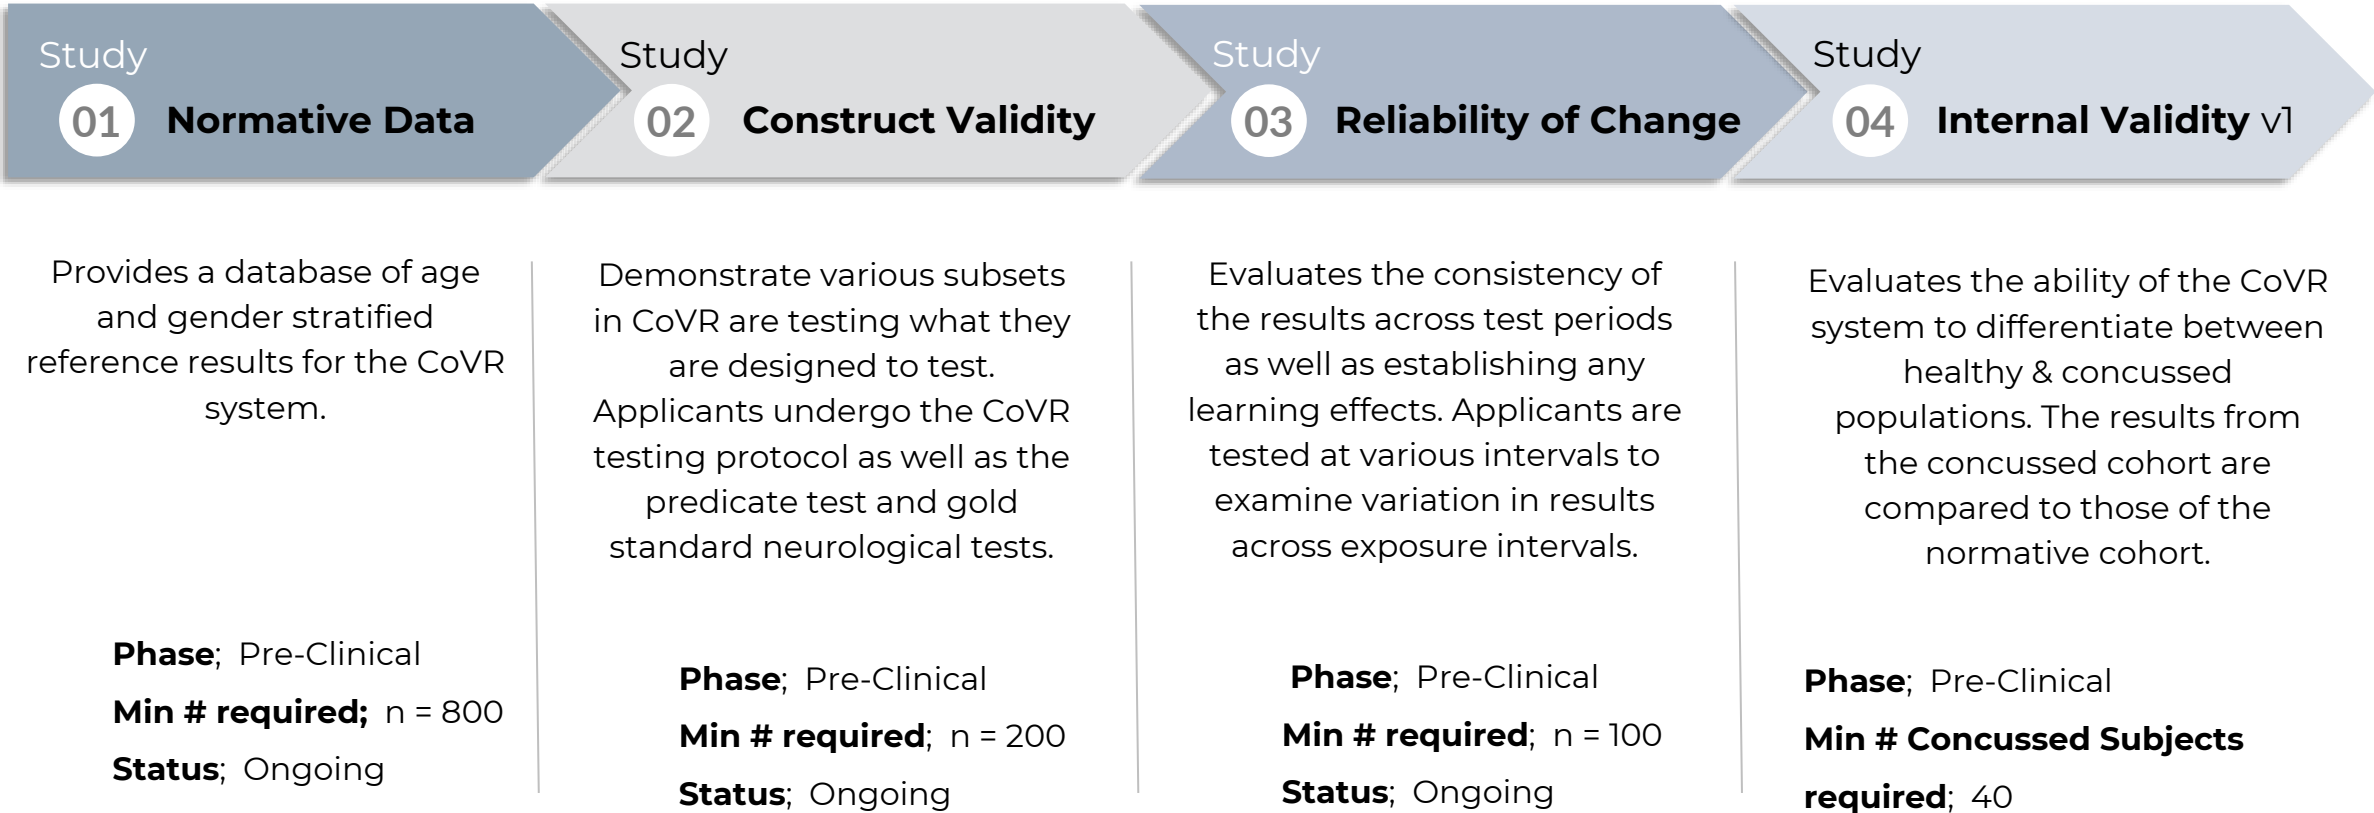 Study
01 Normative Data
Provides a database of age
and gender stratified
reference results for the CoVR
system.
Phase; Pre-Clinical
Min # required; n = 800
Status; Ongoing
Study
02 Construct Validity
Demonstrate various subsets
in CoVR are testing what they
are designed to test.
Applicants undergo the CoVR
testing protocol as well as the
predicate test and gold
standard neurological tests.
Phase; Pre-Clinical
Min # required; n = 200
Status; Ongoing
Study
03 Reliability of Change
Evaluates the consistency of
the results across test periods
as well as establishing any
learning effects. Applicants are
tested at various intervals to
examine variation in results
across exposure intervals.
Phase; Pre-Clinical
Min # required; n = 100
Status; Ongoing
Study
04 Internal Validity v1
Evaluates the ability of the CoVR
system to differentiate between
healthy & concussed
populations. The results from
the concussed cohort are
compared to those of the
normative cohort.
Phase; Pre-Clinical
Min # Concussed Subjects
required; 40